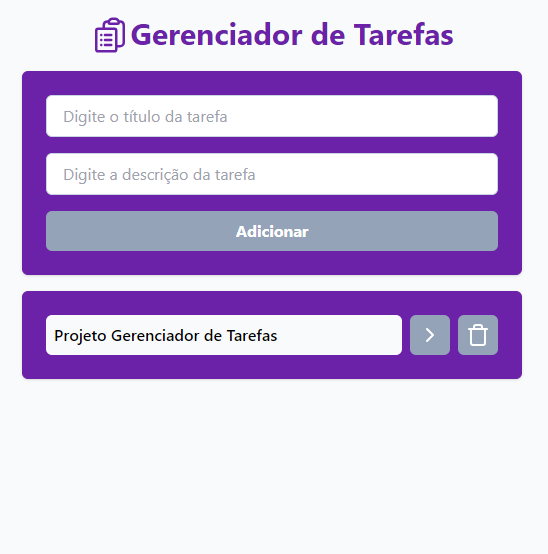 Gerenciador de Tarefas
Digite o título da tarefa
Digite a descrição da tarefa
Adicionar
Projeto Gerenciador de Tarefas